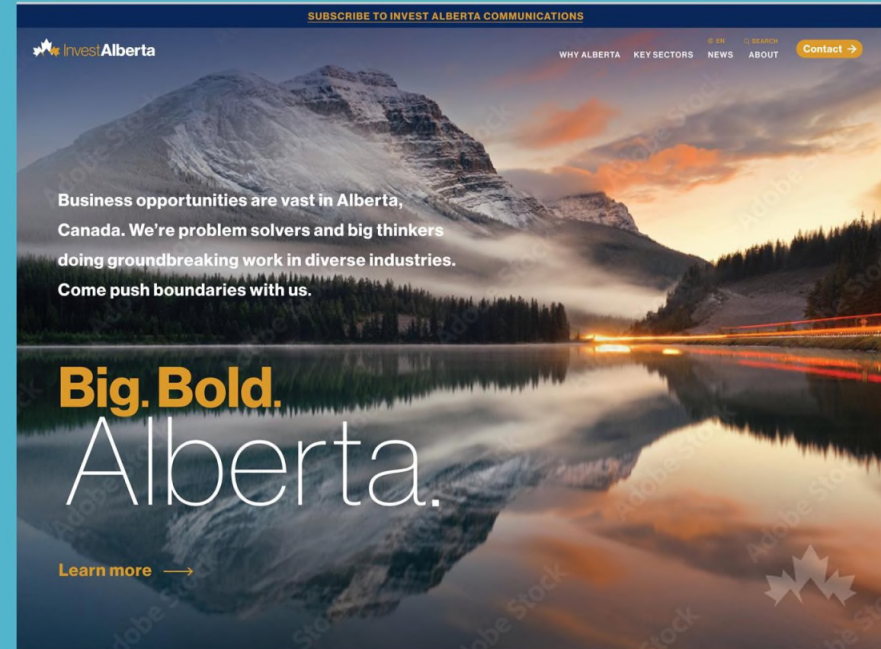 SUBSCRIBE TO INVEST ALBERTA COMMUNICATIONS
InvestAlberta
EN SEARCH
WHY ALBERTA KEY SECTORS NEWS ABOUT
Contact →
Business opportunities are vast in Alberta,
Canada. We're problem solvers and big thinkers
doing groundbreaking work in diverse industries.
Come push boundaries with us.
Big. Bold.
Alberta.
Learn more →
Adobe Stock